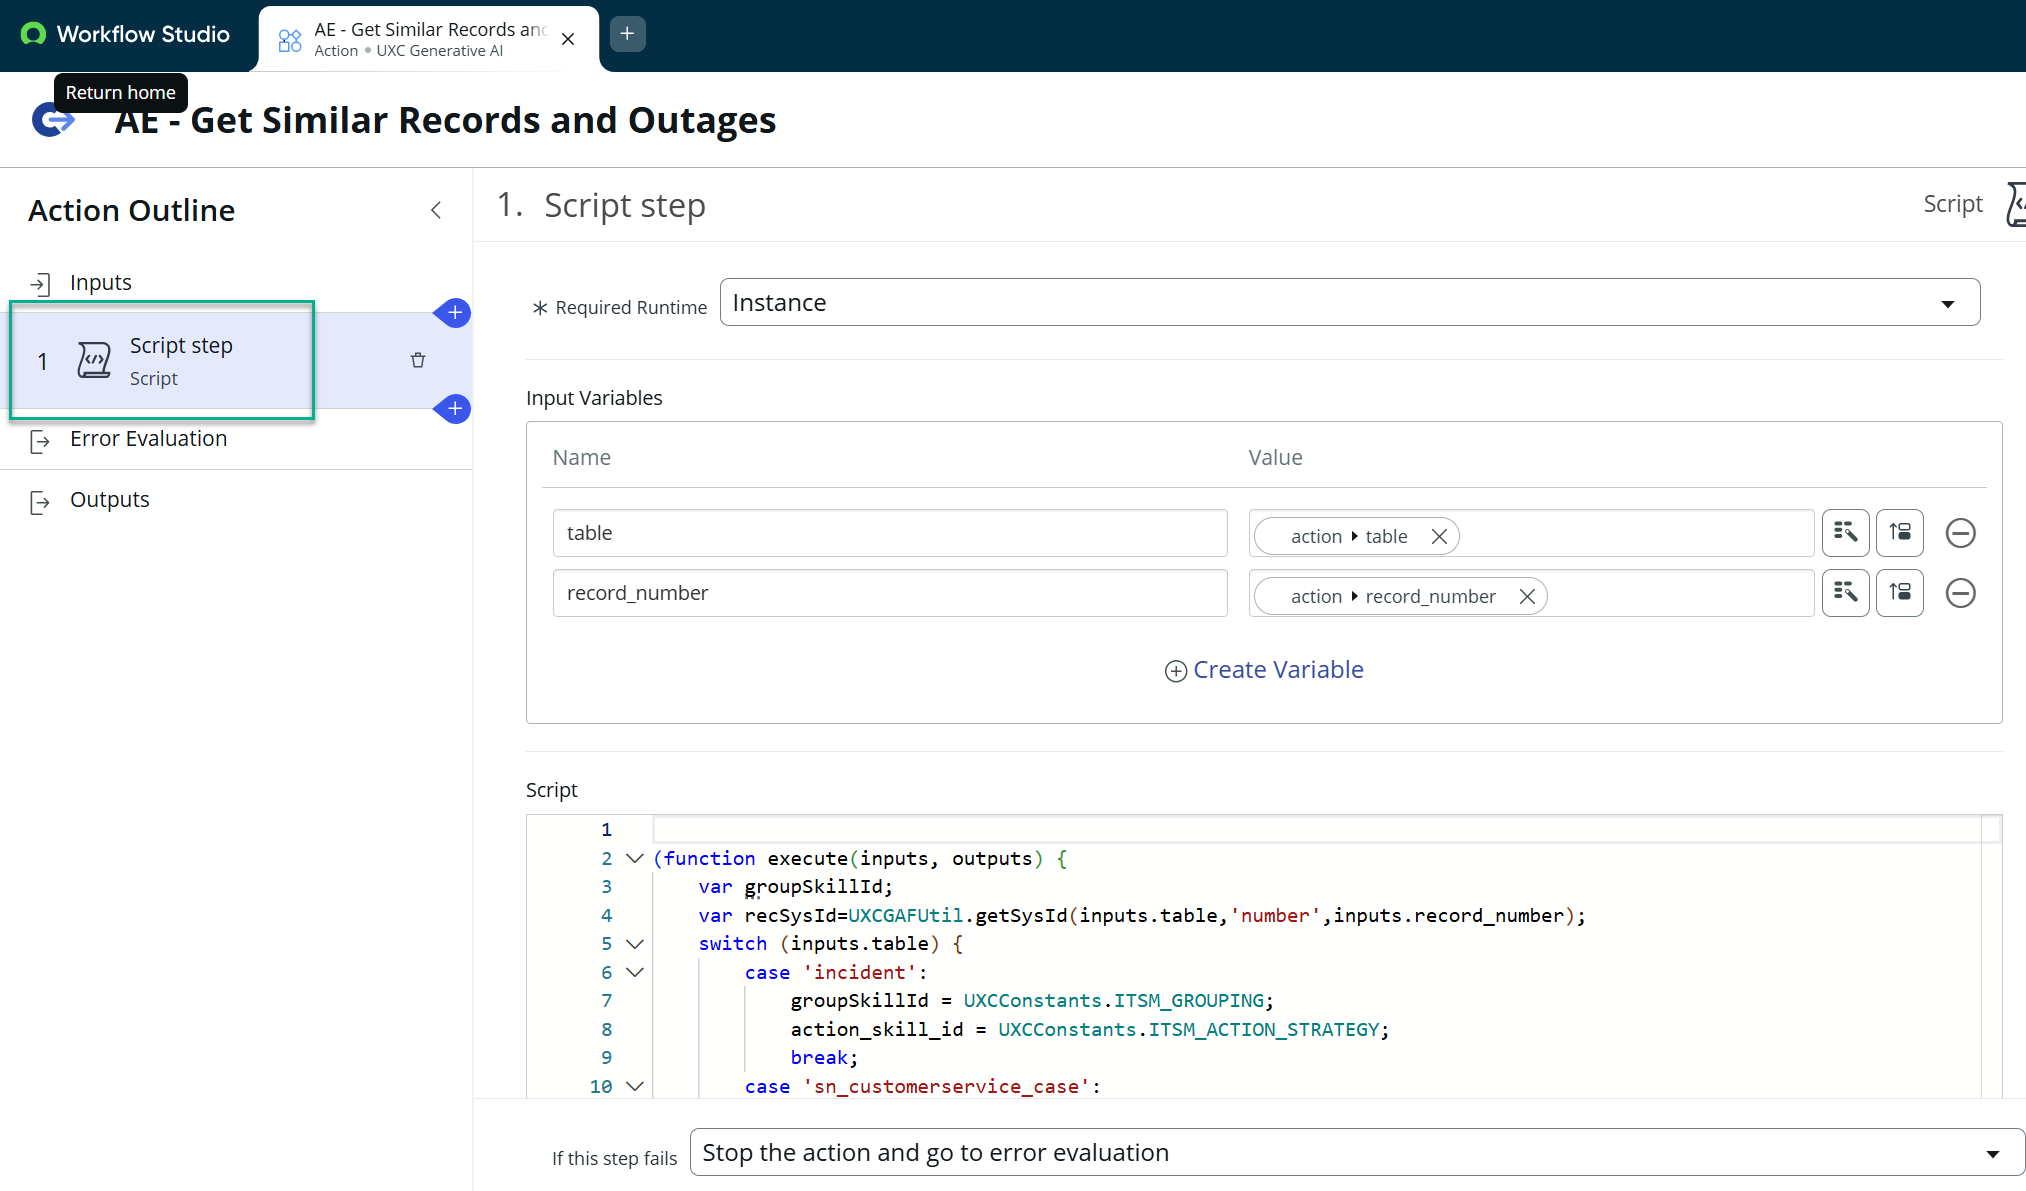 Workflow Studio
AE - Get Similar Records and
Action • UXC Generative AI
Return home
AE - Get Similar Records and Outages
Action Outline
Inputs
1
Script step
Script
Error Evaluation
Outputs
1. Script step
Script
* Required Runtime
Instance
Input Variables
Name Value
table action ▸ table
record_number action ▸ record_number
Create Variable
Script
1
2 (function execute(inputs, outputs) {
3 var groupSkillId;
4 var recSysId=UXCGAFUtil.getSysId(inputs.table,'number',inputs.record_number);
5 switch (inputs.table) {
6 case 'incident':
7 groupSkillId = UXCConstants.ITSM_GROUPING;
8 action_skill_id = UXCConstants.ITSM_ACTION_STRATEGY;
9 break;
10 case 'sn_customerservice_case':
If this step fails
Stop the action and go to error evaluation